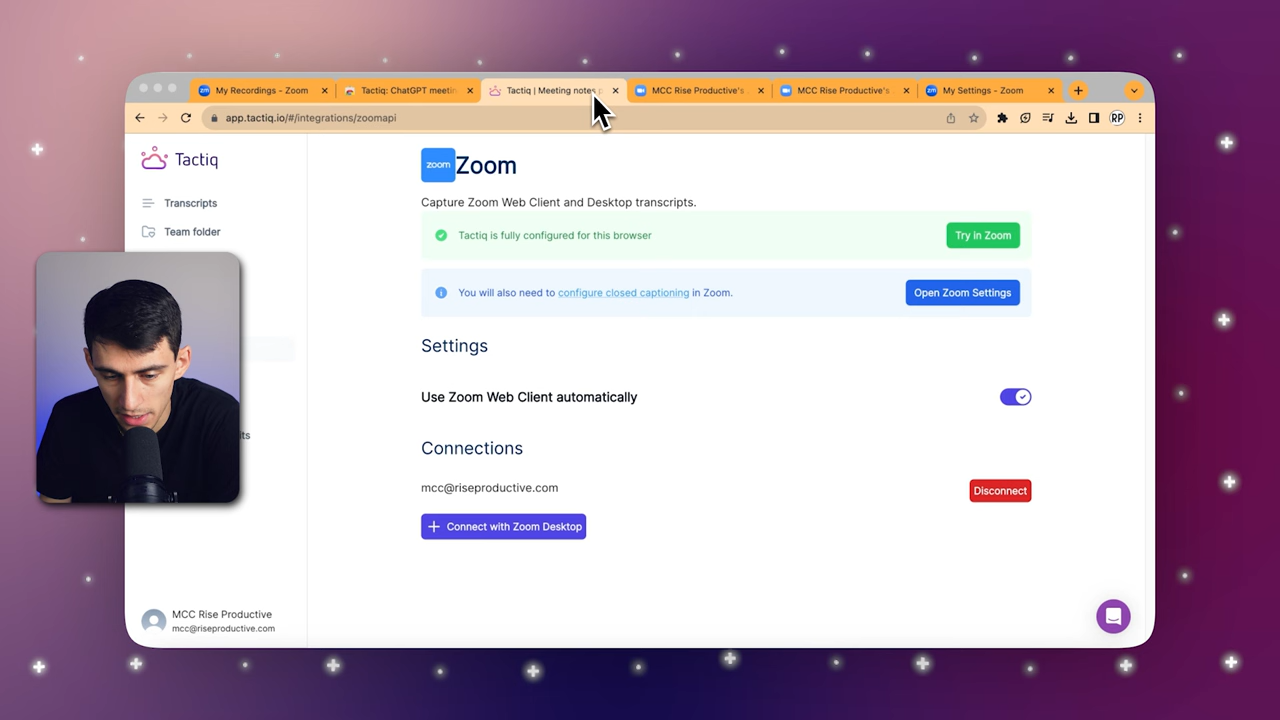 My Recordings - Zoom
Tactiq: ChatGPT meetin
Tactiq | Meeting notes
MCC Rise Productive's
MCC Rise Productive's
My Settings - Zoom
app.tactiq.io/#/integrations/zoomapi
RP
Tactiq
Transcripts
Team folder
its
MCC Rise Productive
mcc@riseproductive.com
zoom
Zoom
Capture Zoom Web Client and Desktop transcripts.
Tactiq is fully configured for this browser
Try in Zoom
You will also need to configure closed captioning in Zoom.
Open Zoom Settings
Settings
Use Zoom Web Client automatically
Connections
mcc@riseproductive.com
Disconnect
+ Connect with Zoom Desktop